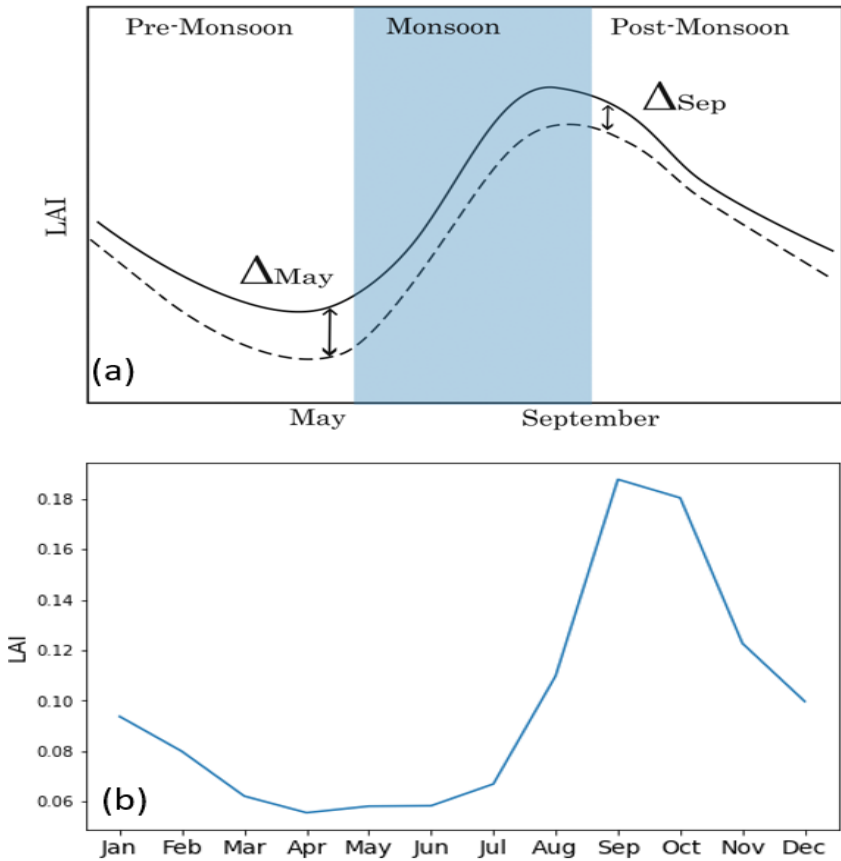 Pre-Monsoon Monsoon Post-Monsoon
ΔSep
LAI
ΔMay
(a)
May September
0.18
0.16
0.14
0.12
LAI
0.10
0.08
0.06
(b)
Jan Feb Mar Apr May Jun Jul Aug Sep Oct Nov Dec